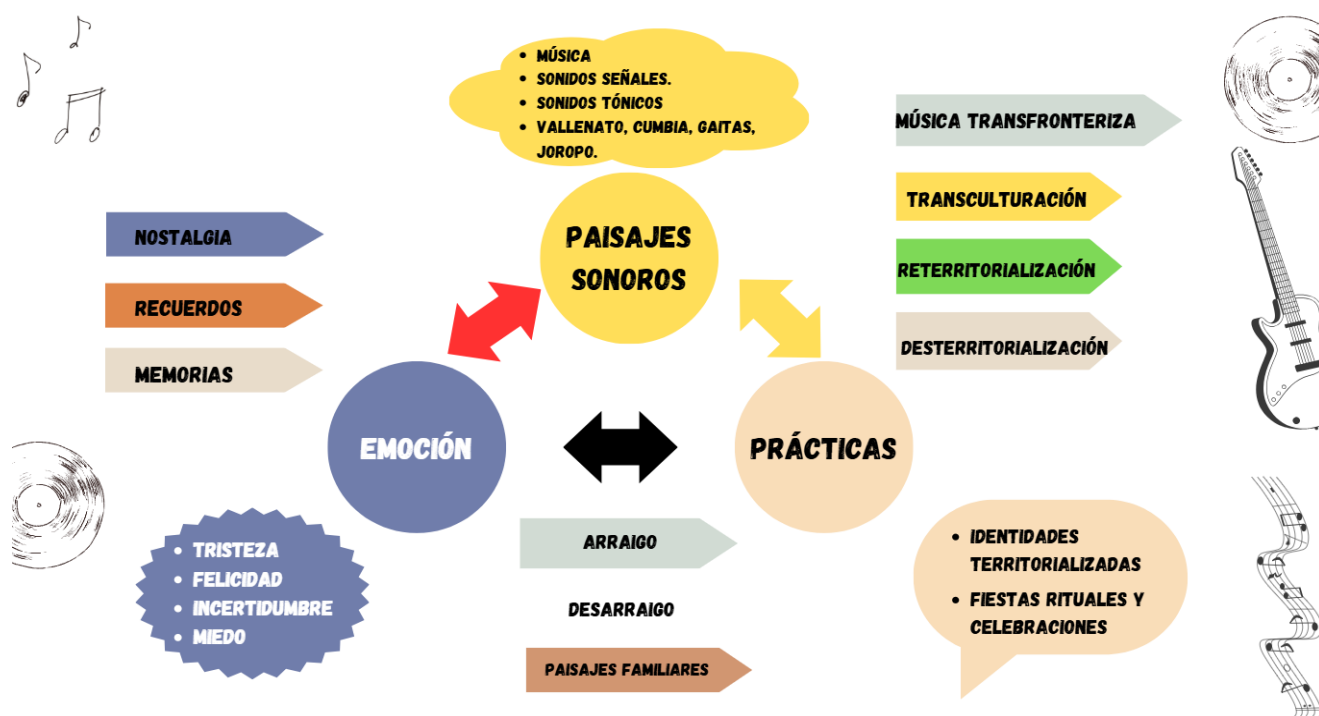 • MÚSICA
• SONIDOS SEÑALES.
• SONIDOS TÓNICOS
• VALLENATO, CUMBIA, GAITAS,
JOROPO.
PAISAJES
SONOROS
NOSTALGIA
RECUERDOS
MEMORIAS
MÚSICA TRANSFRONTERIZA
TRANSCULTURACIÓN
RETERRITORIALIZACIÓN
DESTERRITORIALIZACIÓN
EMOCIÓN
PRÁCTICAS
• TRISTEZA
• FELICIDAD
• INCERTIDUMBRE
• MIEDO
ARRAIGO
DESARRAIGO
PAISAJES FAMILIARES
• IDENTIDADES
TERRITORIALIZADAS
• FIESTAS RITUALES Y
CELEBRACIONES